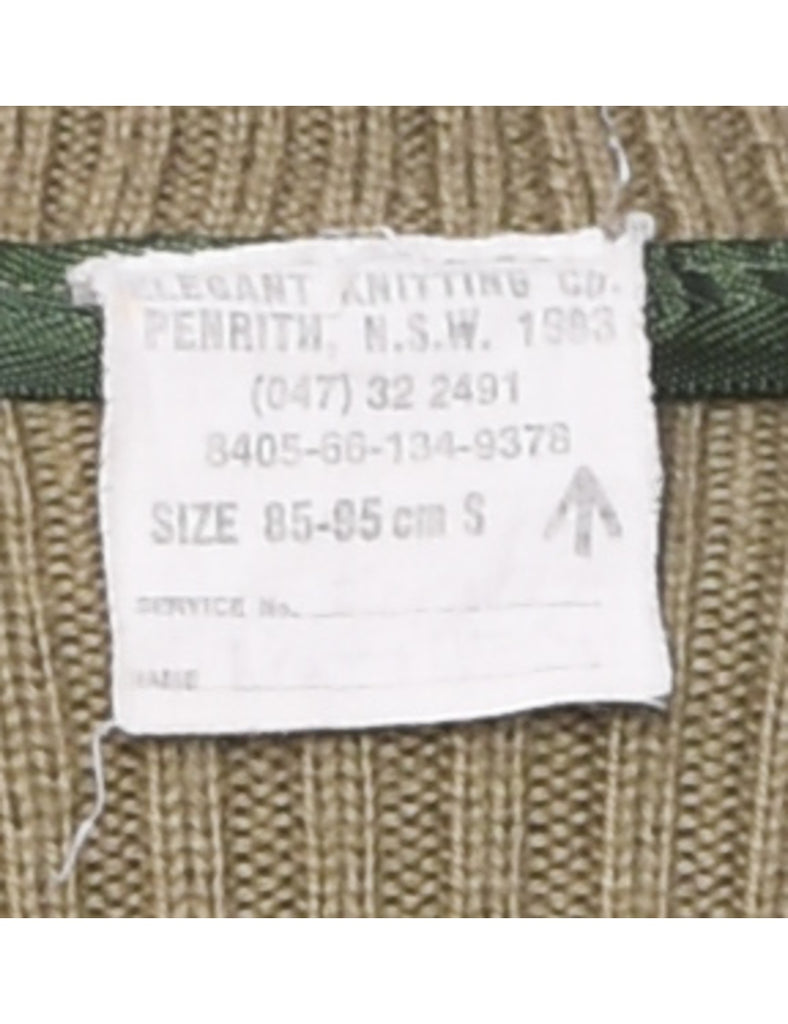 ELEGANT KNITTING CO.
PENRITH, N.S.W. 1993
(047) 32 2491
8405-66-134-9378
SIZE 85-95 cm S
SERVICE No.
NAME